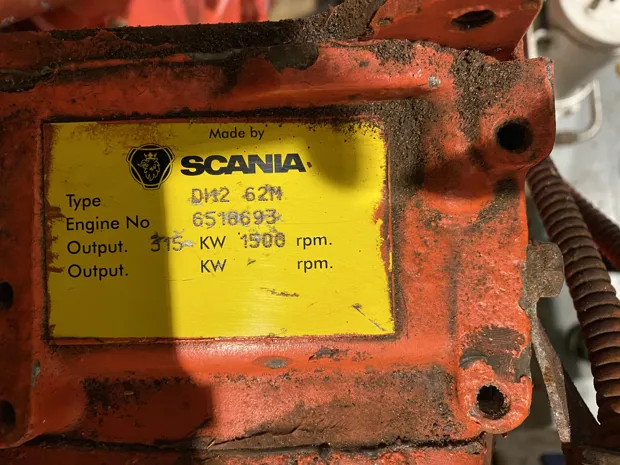 Made by
SCANIA
Type DI12 62M
Engine No 6518693
Output. 315 KW 1500 rpm.
Output. KW rpm.